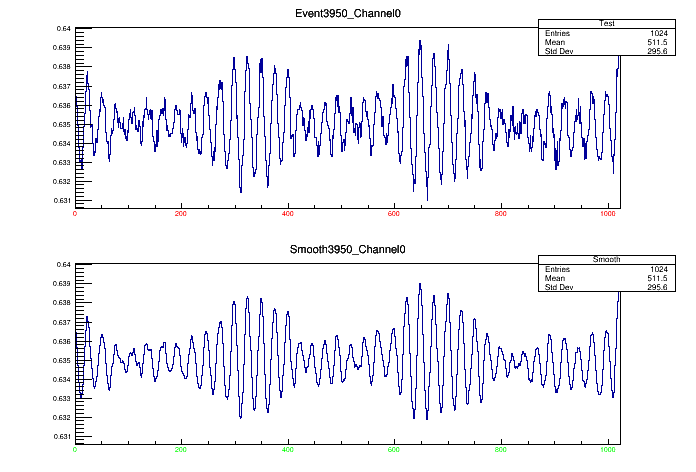 Event3950_Channel0
Test
Entries 1024
Mean 511.5
Std Dev 295.6
0.64
0.639
0.638
0.637
0.636
0.635
0.634
0.633
0.632
0.631
0 200 400 600 800 1000
Smooth3950_Channel0
Smooth
Entries 1024
Mean 511.5
Std Dev 295.6
0.64
0.639
0.638
0.637
0.636
0.635
0.634
0.633
0.632
0.631
0 200 400 600 800 1000